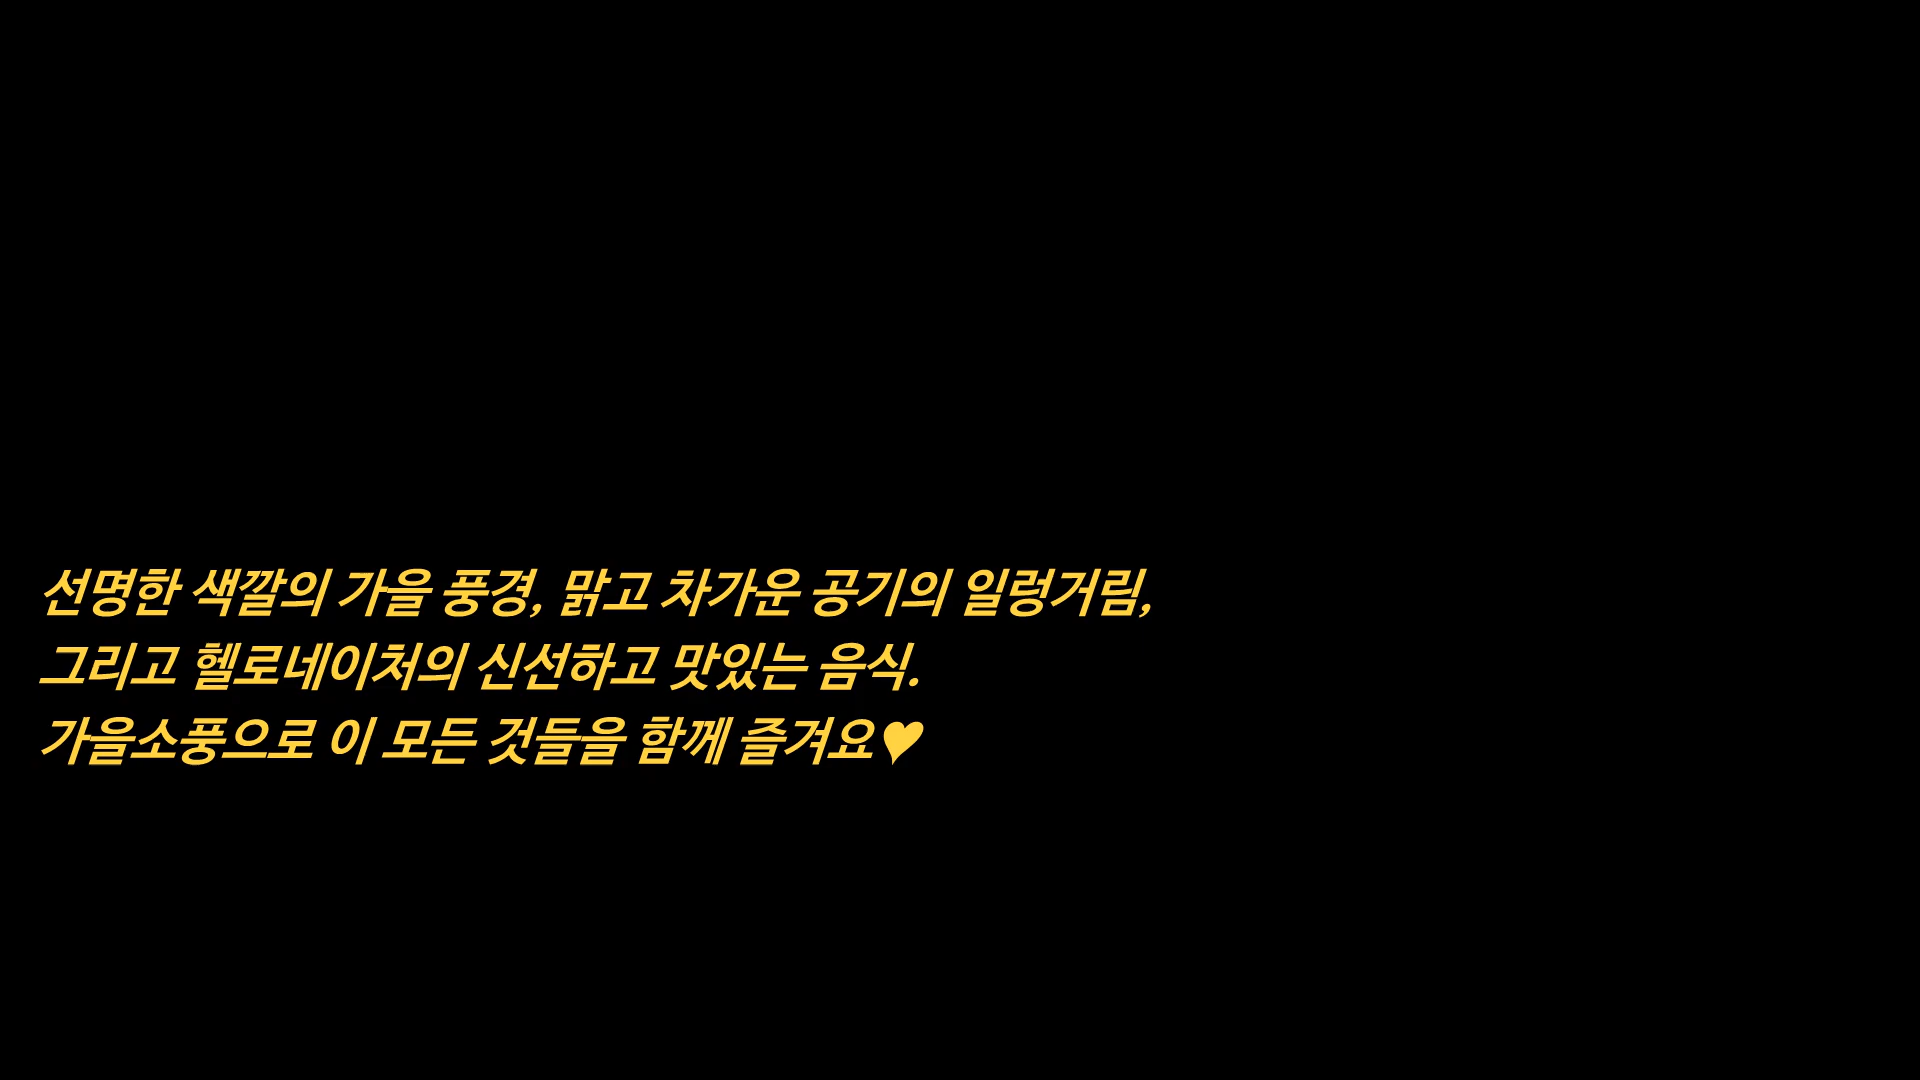 선명한 색깔의 가을 풍경, 맑고 차가운 공기의 일렁거림,
그리고 헬로네이처의 신선하고 맛있는 음식.
가을소풍으로 이 모든 것들을 함께 즐겨요♥